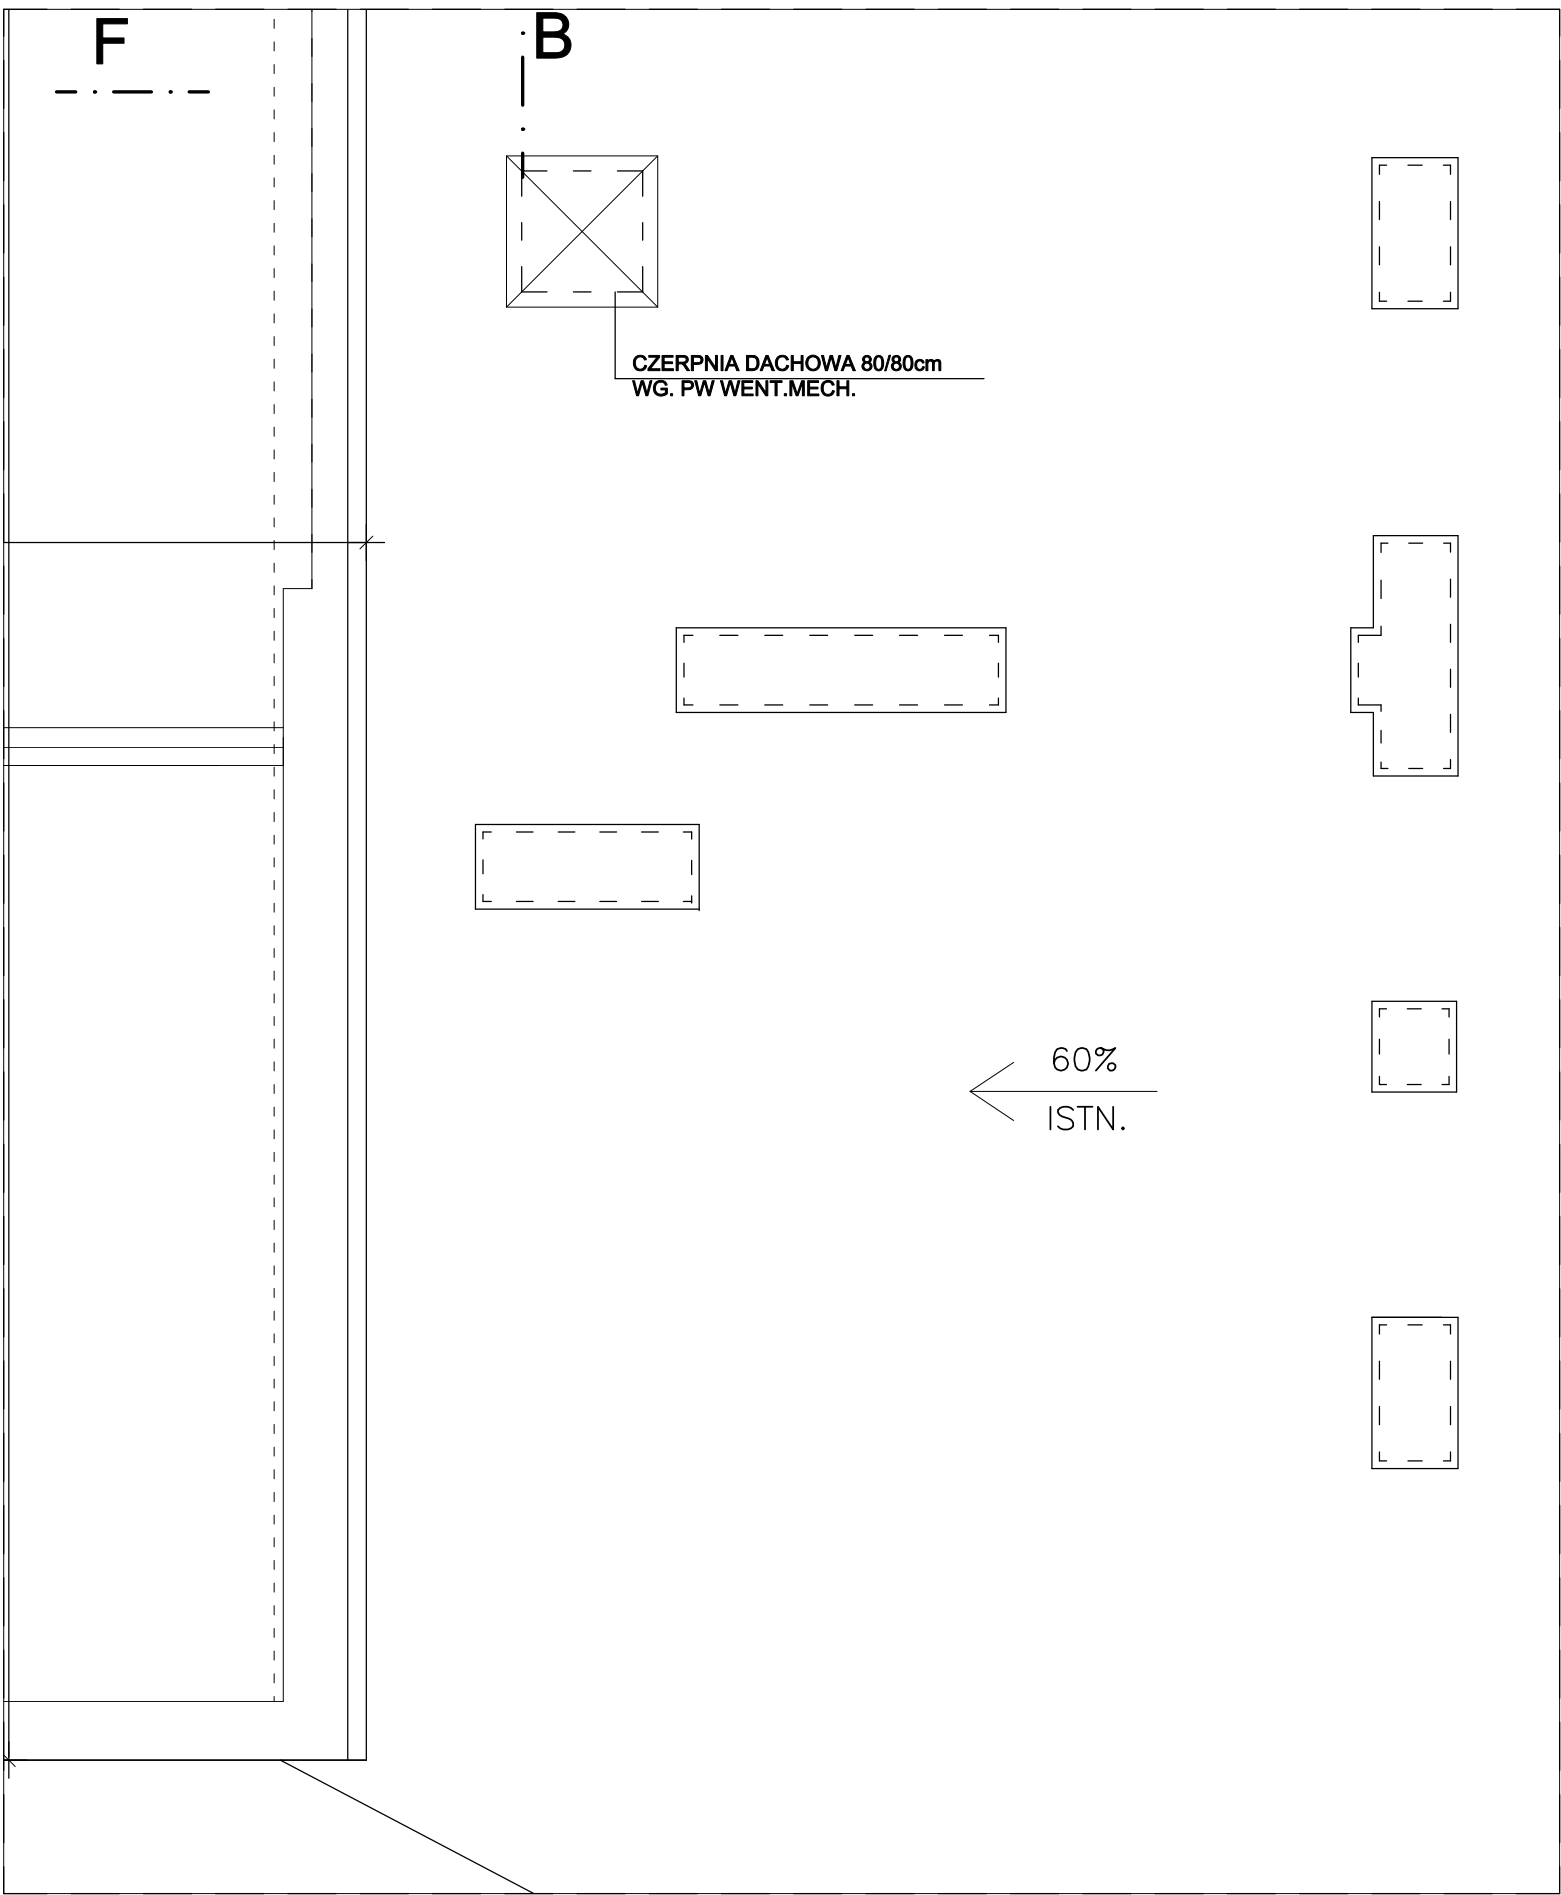 F
B
CZERPNIA DACHOWA 80/80cm
WG. PW WENT.MECH.
60%
ISTN.